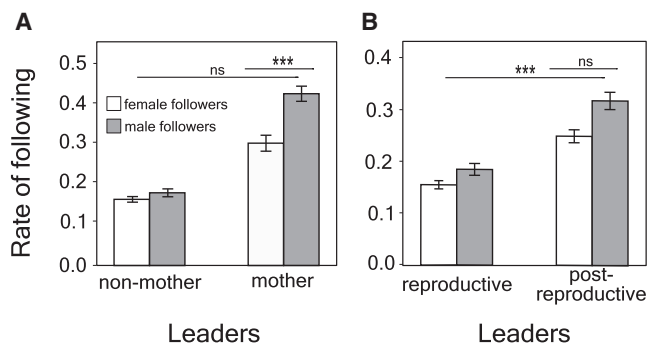 A
B
Rate of following
0.5
0.4
0.3
0.2
0.1
0.0
ns
***
female followers
male followers
non-mother
mother
Leaders
0.4
0.3
0.2
0.1
0.0
***
ns
reproductive
post-
reproductive
Leaders